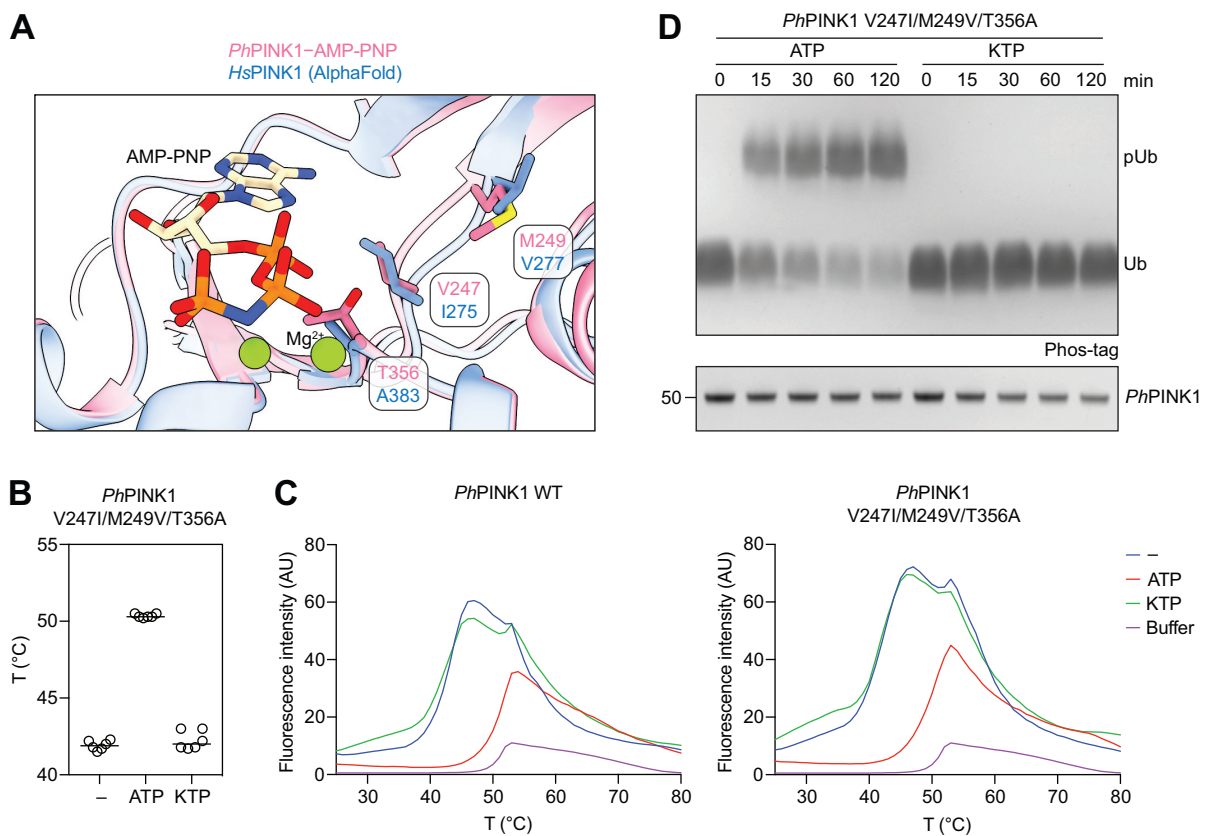 A
PhPINK1–AMP-PNP
HsPINK1 (AlphaFold)
AMP-PNP
M249
V277
V247
I275
Mg²⁺
T356
A383
D
PhPINK1 V247I/M249V/T356A
ATP KTP
0 15 30 60 120 0 15 30 60 120 min
pUb
Ub
Phos-tag
50 PhPINK1
B
PhPINK1
V247I/M249V/T356A
55
50
45
40
T (°C)
– ATP KTP
C
PhPINK1 WT
80
60
40
20
0
Fluorescence intensity (AU)
30 40 50 60 70 80
T (°C)
PhPINK1
V247I/M249V/T356A
80
60
40
20
0
Fluorescence intensity (AU)
30 40 50 60 70 80
T (°C)
–
ATP
KTP
Buffer